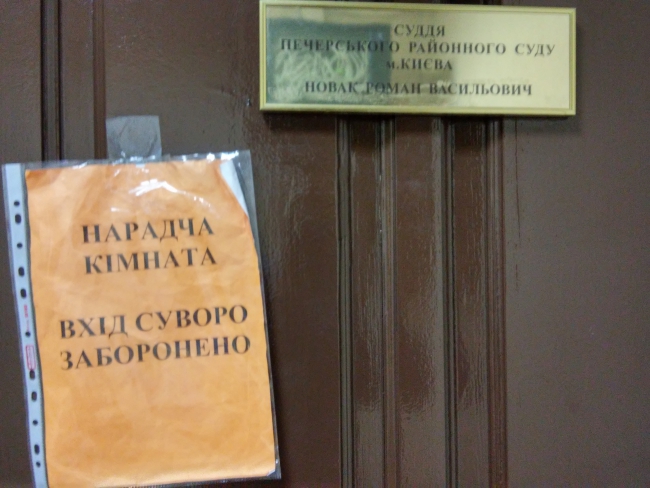 СУДДЯ
ПЕЧЕРСЬКОГО РАЙОННОГО СУДУ
м.КИЄВА
НОВАК РОМАН ВАСИЛЬОВИЧ
НАРАДЧА
КІМНАТА
ВХІД СУВОРО
ЗАБОРОНЕНО